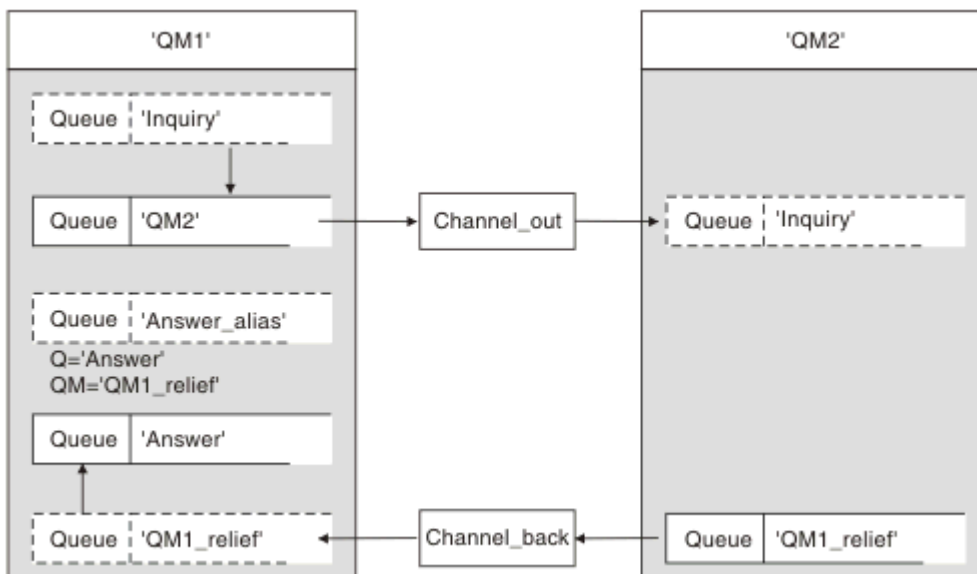 'QM1'
'QM2'
Queue 'Inquiry'
Queue 'QM2'
Channel_out
Queue 'Inquiry'
Queue 'Answer_alias'
Q='Answer'
QM='QM1_relief'
Queue 'Answer'
Queue 'QM1_relief'
Channel_back
Queue 'QM1_relief'